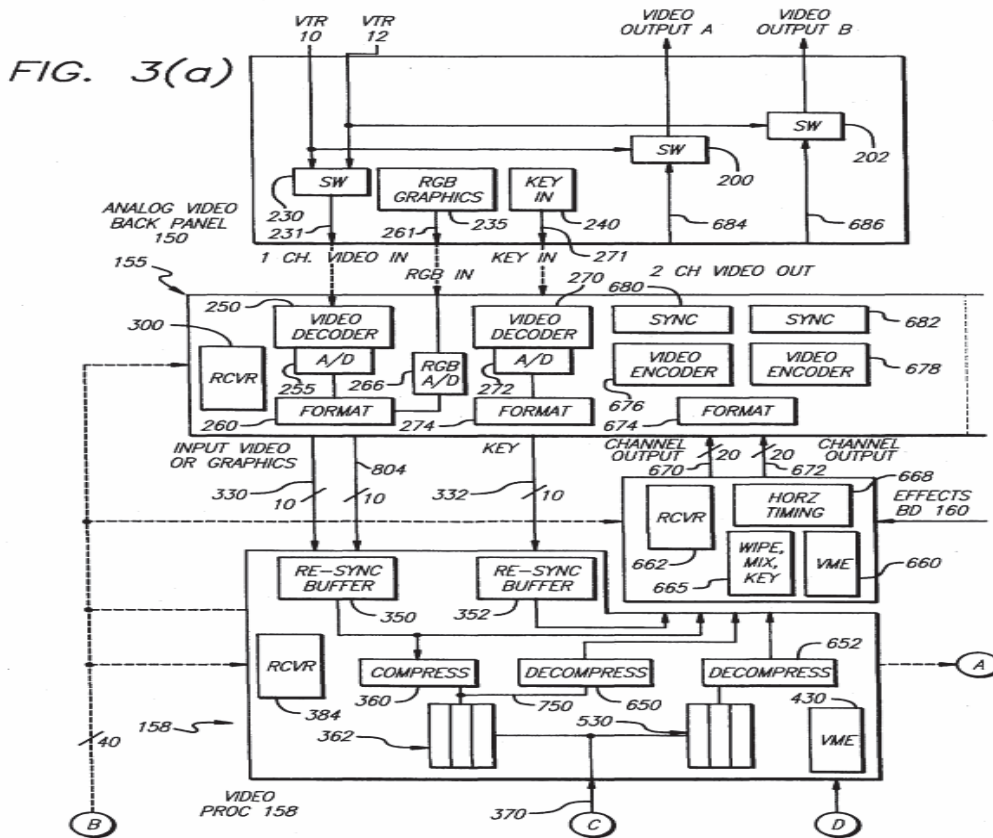 FIG. 3(a)
VTR 10
VTR 12
VIDEO OUTPUT A
VIDEO OUTPUT B
SW
202
SW
200
230
SW
RGB GRAPHICS
KEY IN
ANALOG VIDEO BACK PANEL 150
231
261
235
240
271
684
686
155
1 CH. VIDEO IN
RGB IN
KEY IN
270
2 CH VIDEO OUT
680
250
300
VIDEO DECODER
VIDEO DECODER
SYNC
SYNC
682
RCVR
A/D
255
266
RGB A/D
272
A/D
VIDEO ENCODER
VIDEO ENCODER
678
676
260
FORMAT
274
FORMAT
674
FORMAT
INPUT VIDEO OR GRAPHICS
804
KEY
CHANNEL OUTPUT
20
20
CHANNEL OUTPUT
670
672
668
330
10
10
332
10
RCVR
HORZ TIMING
EFFECTS BD 160
662
WIPE, MIX, KEY
VME
665
660
RE-SYNC BUFFER
350
RE-SYNC BUFFER
352
RCVR
COMPRESS
DECOMPRESS
652
DECOMPRESS
A
384
360
750
650
430
158
362
530
VME
40
VIDEO PROC 158
370
B
C
D